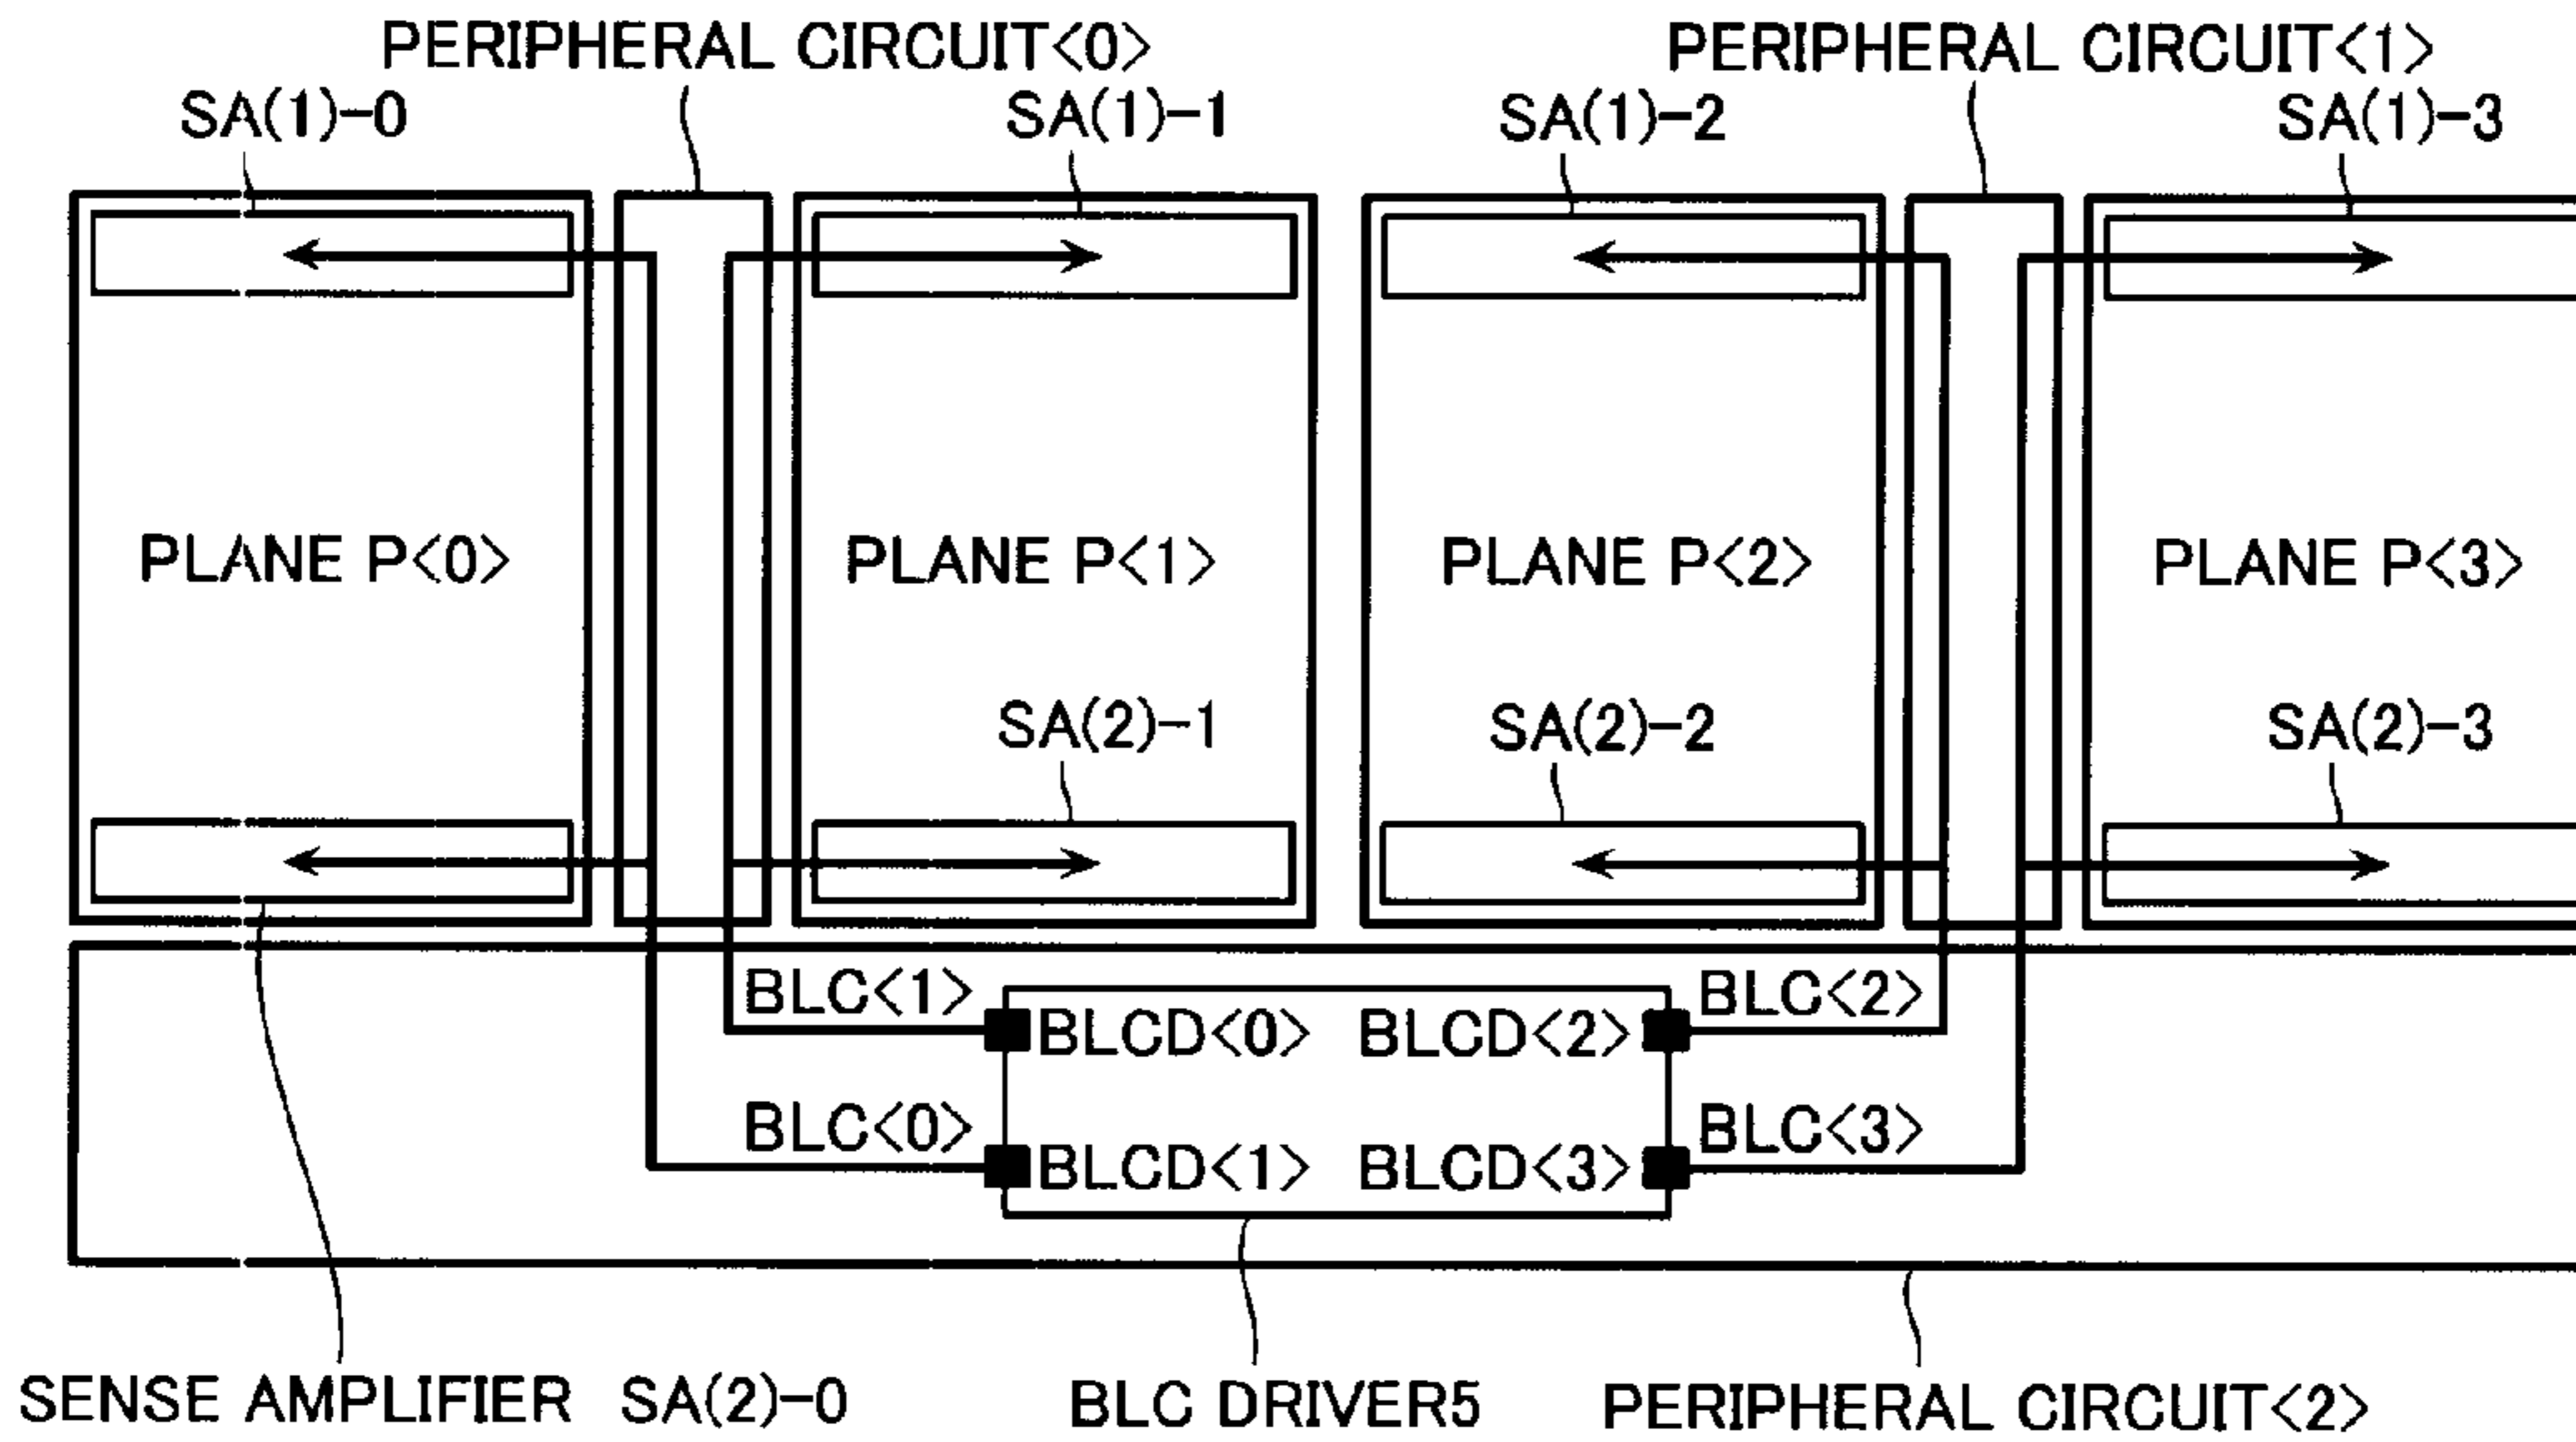 PERIPHERAL CIRCUIT<0> PERIPHERAL CIRCUIT<1>
SA(1)-0 SA(1)-1 SA(1)-2 SA(1)-3
PLANE P<0> PLANE P<1> PLANE P<2> PLANE P<3>
SA(2)-1 SA(2)-2 SA(2)-3
BLC<1> BLCD<0> BLCD<2> BLC<2>
BLC<0> BLCD<1> BLCD<3> BLC<3>
SENSE AMPLIFIER SA(2)-0 BLC DRIVER5 PERIPHERAL CIRCUIT<2>